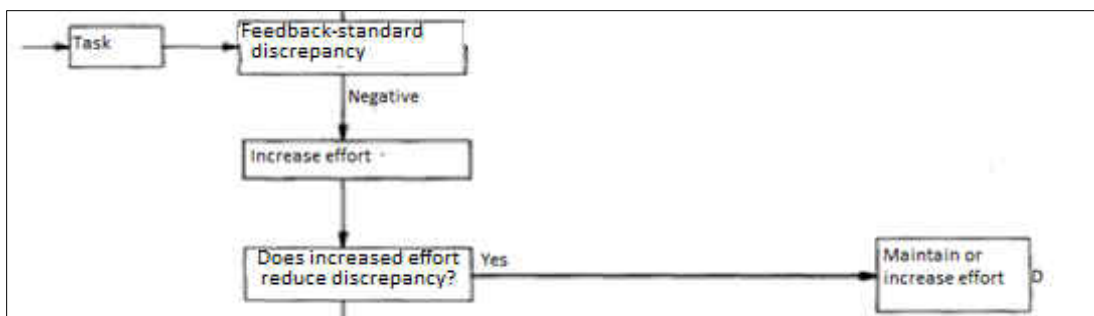 Task
Feedback-standard
discrepancy
Negative
Increase effort
Does increased effort
reduce discrepancy?
Yes
Maintain or
increase effort
D